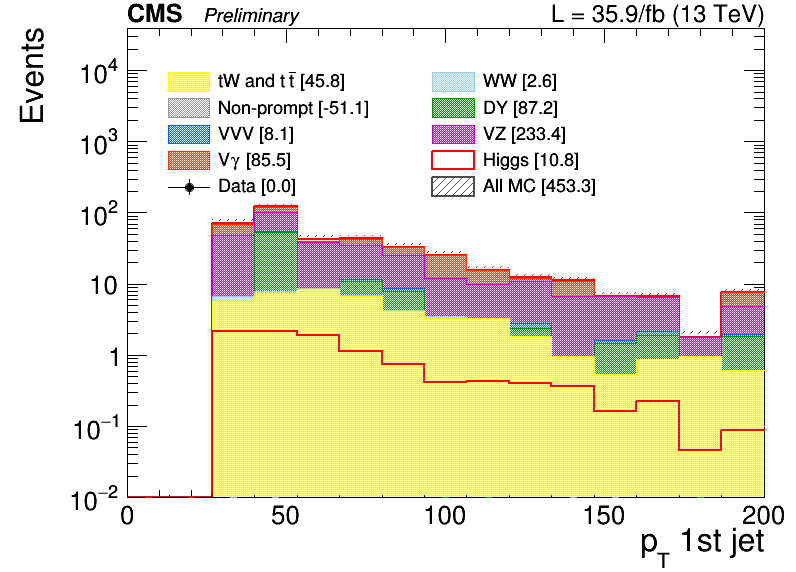 CMS Preliminary L = 35.9/fb (13 TeV)
Events
10⁴
10³
10²
10
1
10⁻¹
10⁻²
tW and t t̄ [45.8]
Non-prompt [-51.1]
VVV [8.1]
Vγ [85.5]
Data [0.0]
WW [2.6]
DY [87.2]
VZ [233.4]
Higgs [10.8]
All MC [453.3]
0 50 100 150 200
p_T 1st jet